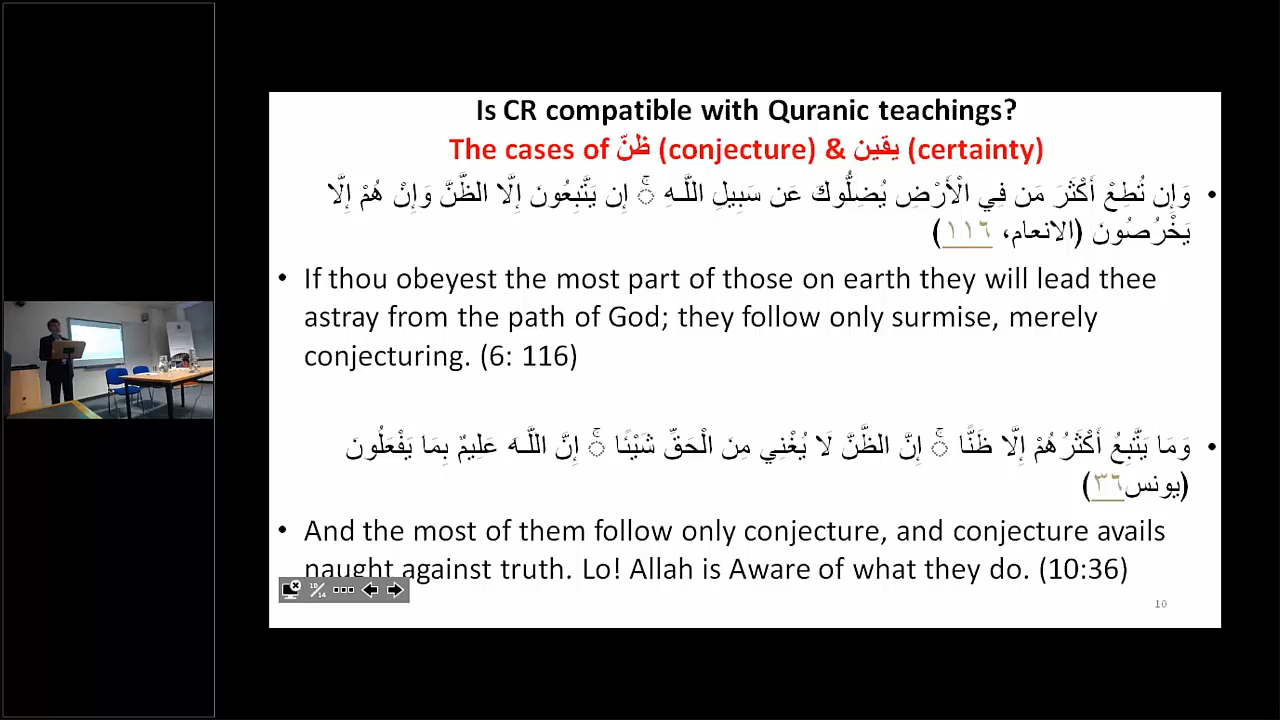 Is CR compatible with Quranic teachings?
The cases of ظنّ (conjecture) & يقين (certainty)
• وَإِن تُطِعْ أَكْثَرَ مَن فِي الْأَرْضِ يُضِلُّوكَ عَن سَبِيلِ اللَّـهِ ۚ إِن يَتَّبِعُونَ إِلَّا الظَّنَّ وَإِنْ هُمْ إِلَّا
يَخْرُصُونَ (الانعام، ١١٦)
• If thou obeyest the most part of those on earth they will lead thee
astray from the path of God; they follow only surmise, merely
conjecturing. (6: 116)
• وَمَا يَتَّبِعُ أَكْثَرُهُمْ إِلَّا ظَنًّا ۚ إِنَّ الظَّنَّ لَا يُغْنِي مِنَ الْحَقِّ شَيْئًا ۚ إِنَّ اللَّـهَ عَلِيمٌ بِمَا يَفْعَلُونَ
(يونس٣٦)
• And the most of them follow only conjecture, and conjecture avails
naught against truth. Lo! Allah is Aware of what they do. (10:36)
10/14
10